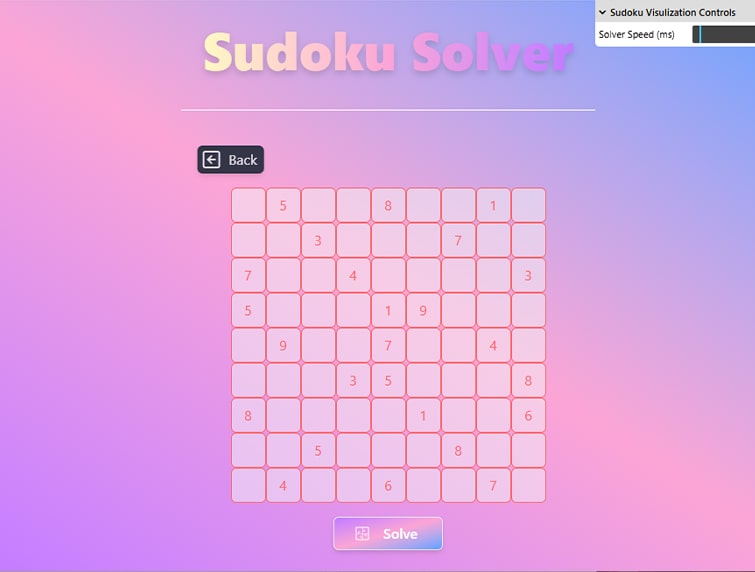 Sudoku Visulization Controls
Solver Speed (ms)
Sudoku Solver
Back
5 8 1
3 7
7 4 3
5 1 9
9 7 4
3 5 8
8 1 6
5 8
4 6 7
Solve